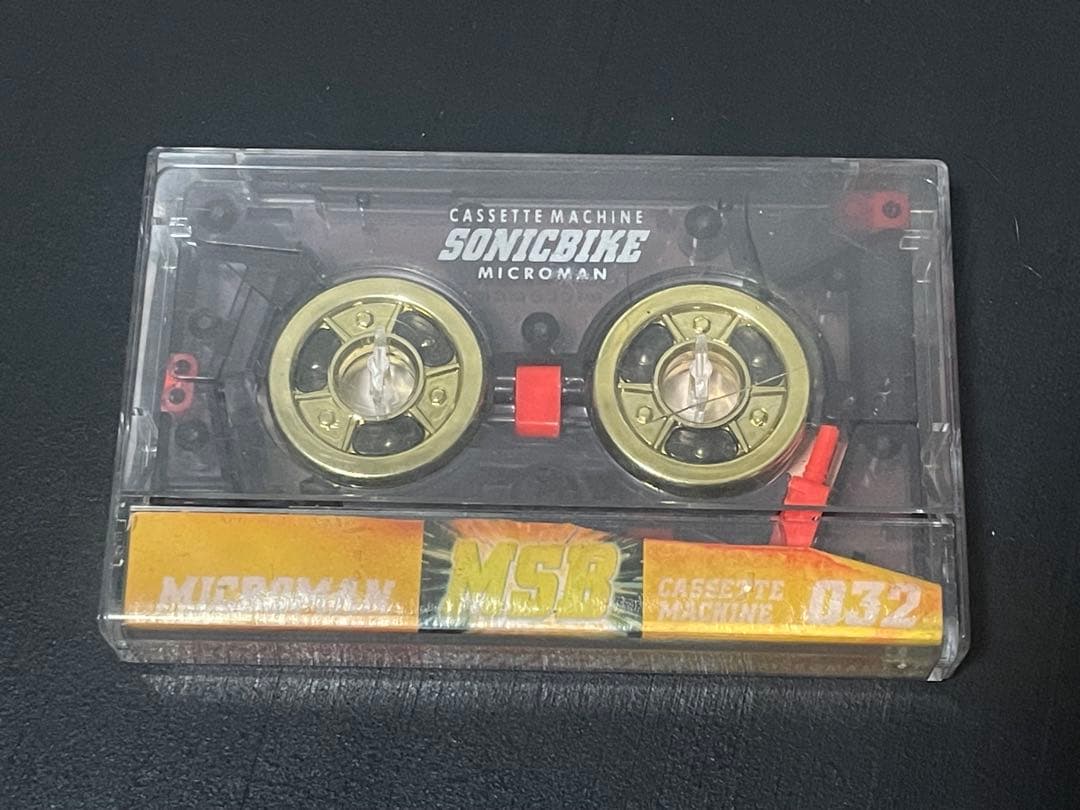 CASSETTE MACHINE
SONICBIKE
MICROMAN
MICROMAN
MSB
CASSETTE
MACHINE
032